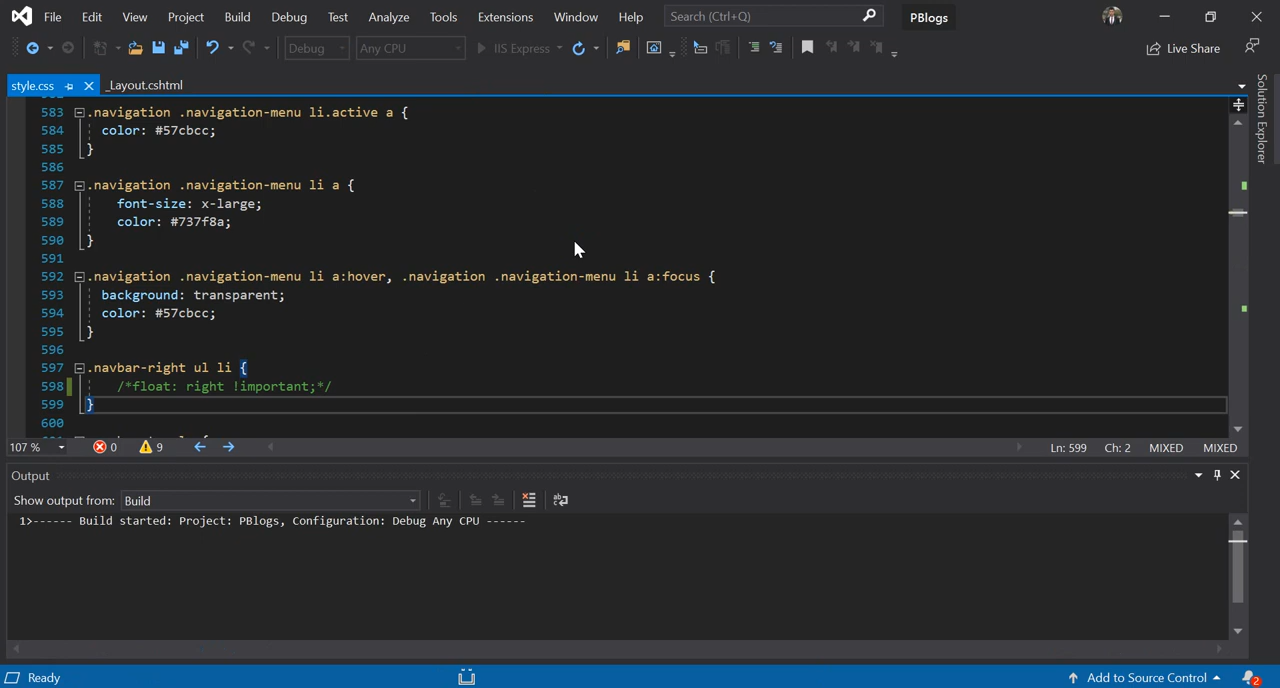 File Edit View Project Build Debug Test Analyze Tools Extensions Window Help Search (Ctrl+Q) PBlogs
Debug Any CPU IIS Express Live Share
style.css _Layout.cshtml
583 .navigation .navigation-menu li.active a {
584 color: #57cbcc;
585 }
586
587 .navigation .navigation-menu li a {
588 font-size: x-large;
589 color: #737f8a;
590 }
591
592 .navigation .navigation-menu li a:hover, .navigation .navigation-menu li a:focus {
593 background: transparent;
594 color: #57cbcc;
595 }
596
597 .navbar-right ul li {
598 /*float: right !important;*/
599 }
600
107 % 0 9 Ln: 599 Ch: 2 MIXED MIXED
Output
Show output from: Build
1>------ Build started: Project: PBlogs, Configuration: Debug Any CPU ------
Ready Add to Source Control 2
Solution Explorer